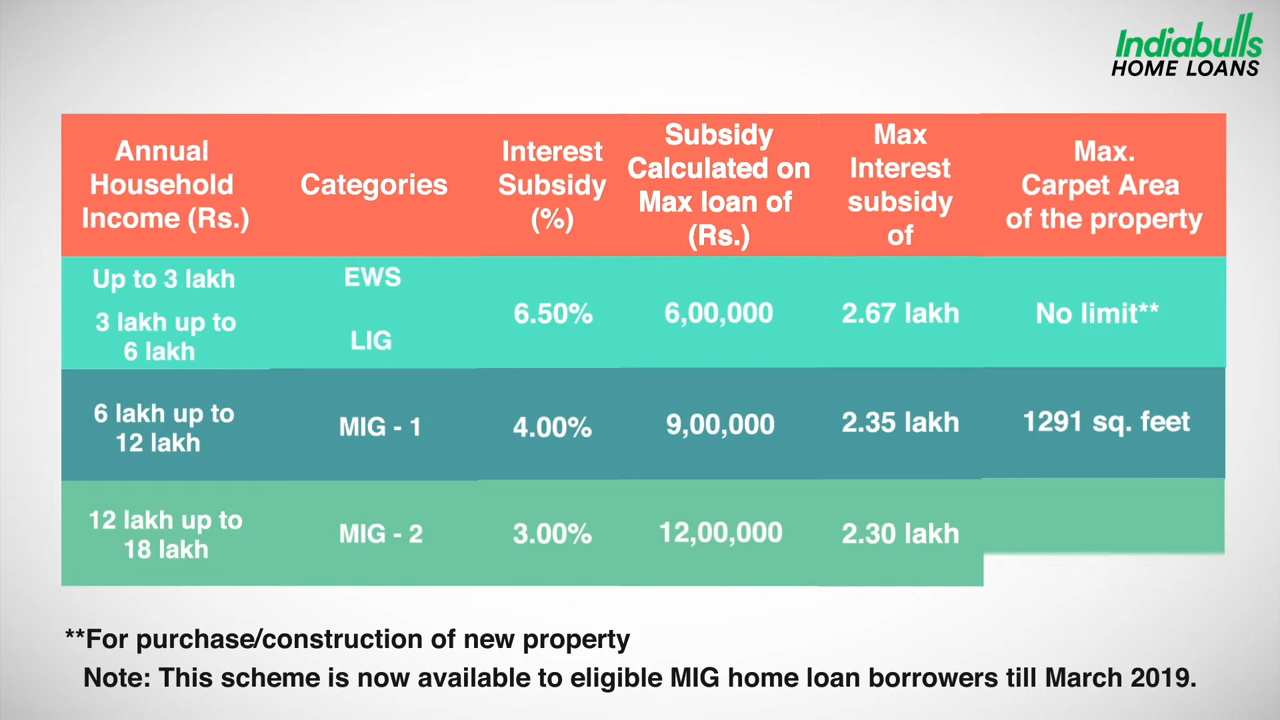 Indiabulls
HOME LOANS
Annual
Household
Income (Rs.)
Categories
Interest
Subsidy
(%)
Subsidy
Calculated on
Max loan of
(Rs.)
Max
Interest
subsidy
of
Max.
Carpet Area
of the property
Up to 3 lakh
EWS
3 lakh up to
6 lakh
LIG
6.50%
6,00,000
2.67 lakh
No limit**
6 lakh up to
12 lakh
MIG - 1
4.00%
9,00,000
2.35 lakh
1291 sq. feet
12 lakh up to
18 lakh
MIG - 2
3.00%
12,00,000
2.30 lakh
**For purchase/construction of new property
Note: This scheme is now available to eligible MIG home loan borrowers till March 2019.